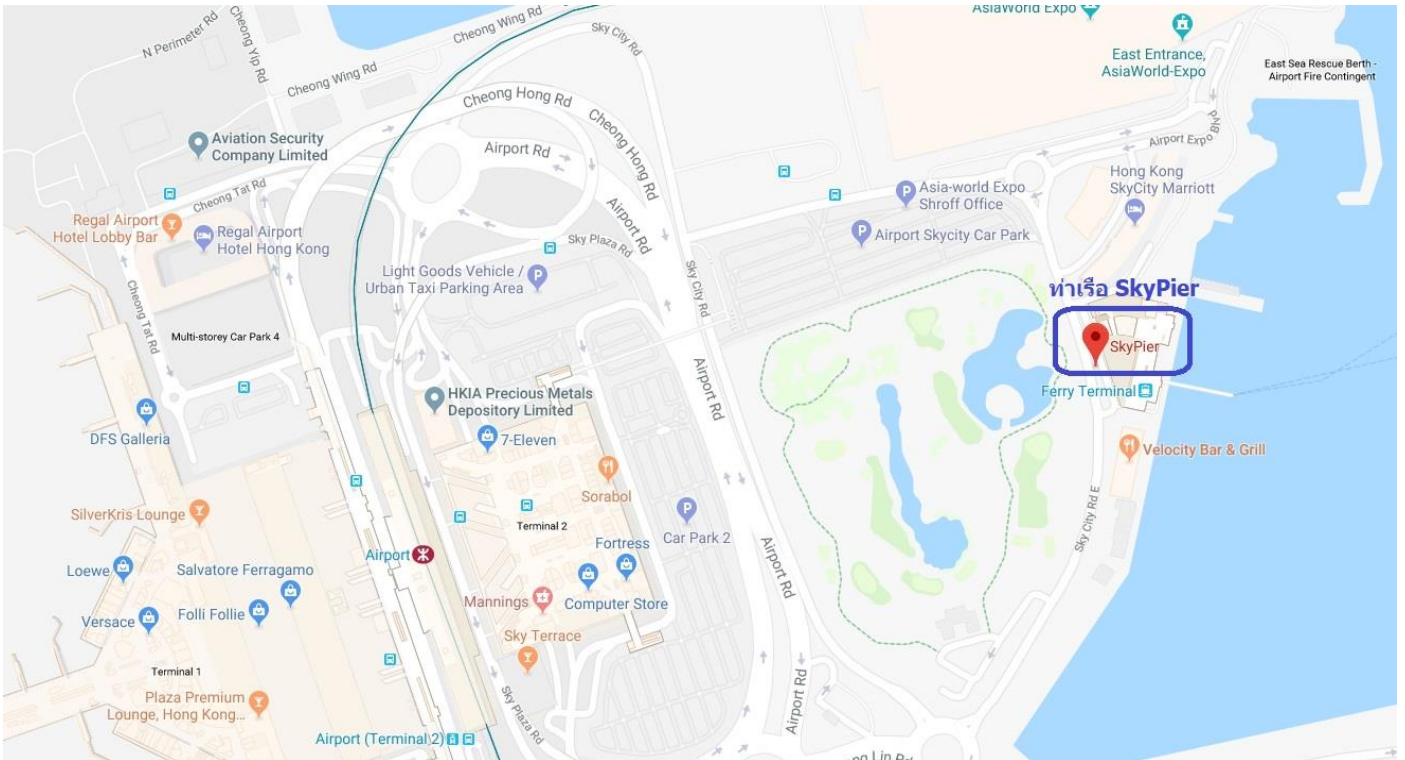 N Perimeter Rd
Cheong Yip Rd
Cheong Wing Rd
Cheong Wing Rd
Sky City Rd
AsiaWorld Expo
East Entrance,
AsiaWorld-Expo
East Sea Rescue Berth -
Airport Fire Contingent
Cheong Hong Rd
Cheong Hong Rd
Aviation Security
Company Limited
Airport Rd
Airport Expo Blvd
Hong Kong
SkyCity Marriott
Asia-world Expo
Shroff Office
Cheong Tat Rd
Regal Airport
Hotel Lobby Bar
Regal Airport
Hotel Hong Kong
Airport Rd
Sky Plaza Rd
Airport Skycity Car Park
Light Goods Vehicle /
Urban Taxi Parking Area
Sky City Rd
ท่าเรือ SkyPier
Cheong Tat Rd
Multi-storey Car Park 4
SkyPier
Airport Rd
Ferry Terminal
HKIA Precious Metals
Depository Limited
DFS Galleria
7-Eleven
Velocity Bar & Grill
Sorabol
SilverKris Lounge
Terminal 2
Car Park 2
Sky City Rd E
Fortress
Airport
Airport Rd
Loewe
Salvatore Ferragamo
Mannings
Computer Store
Folli Follie
Versace
Sky Terrace
Terminal 1
Plaza Premium
Lounge, Hong Kong...
Sky Plaza Rd
Airport Rd
Airport (Terminal 2)